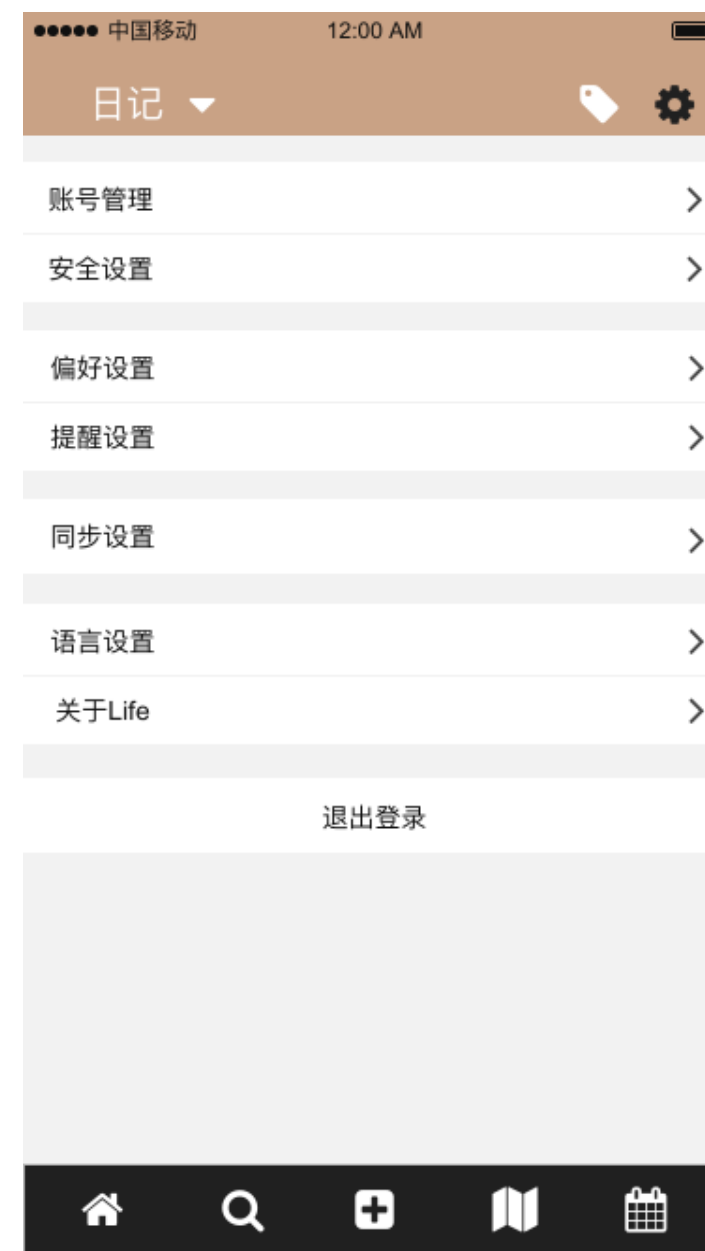 中国移动 12:00 AM
日记
账号管理
安全设置
偏好设置
提醒设置
同步设置
语言设置
关于Life
退出登录